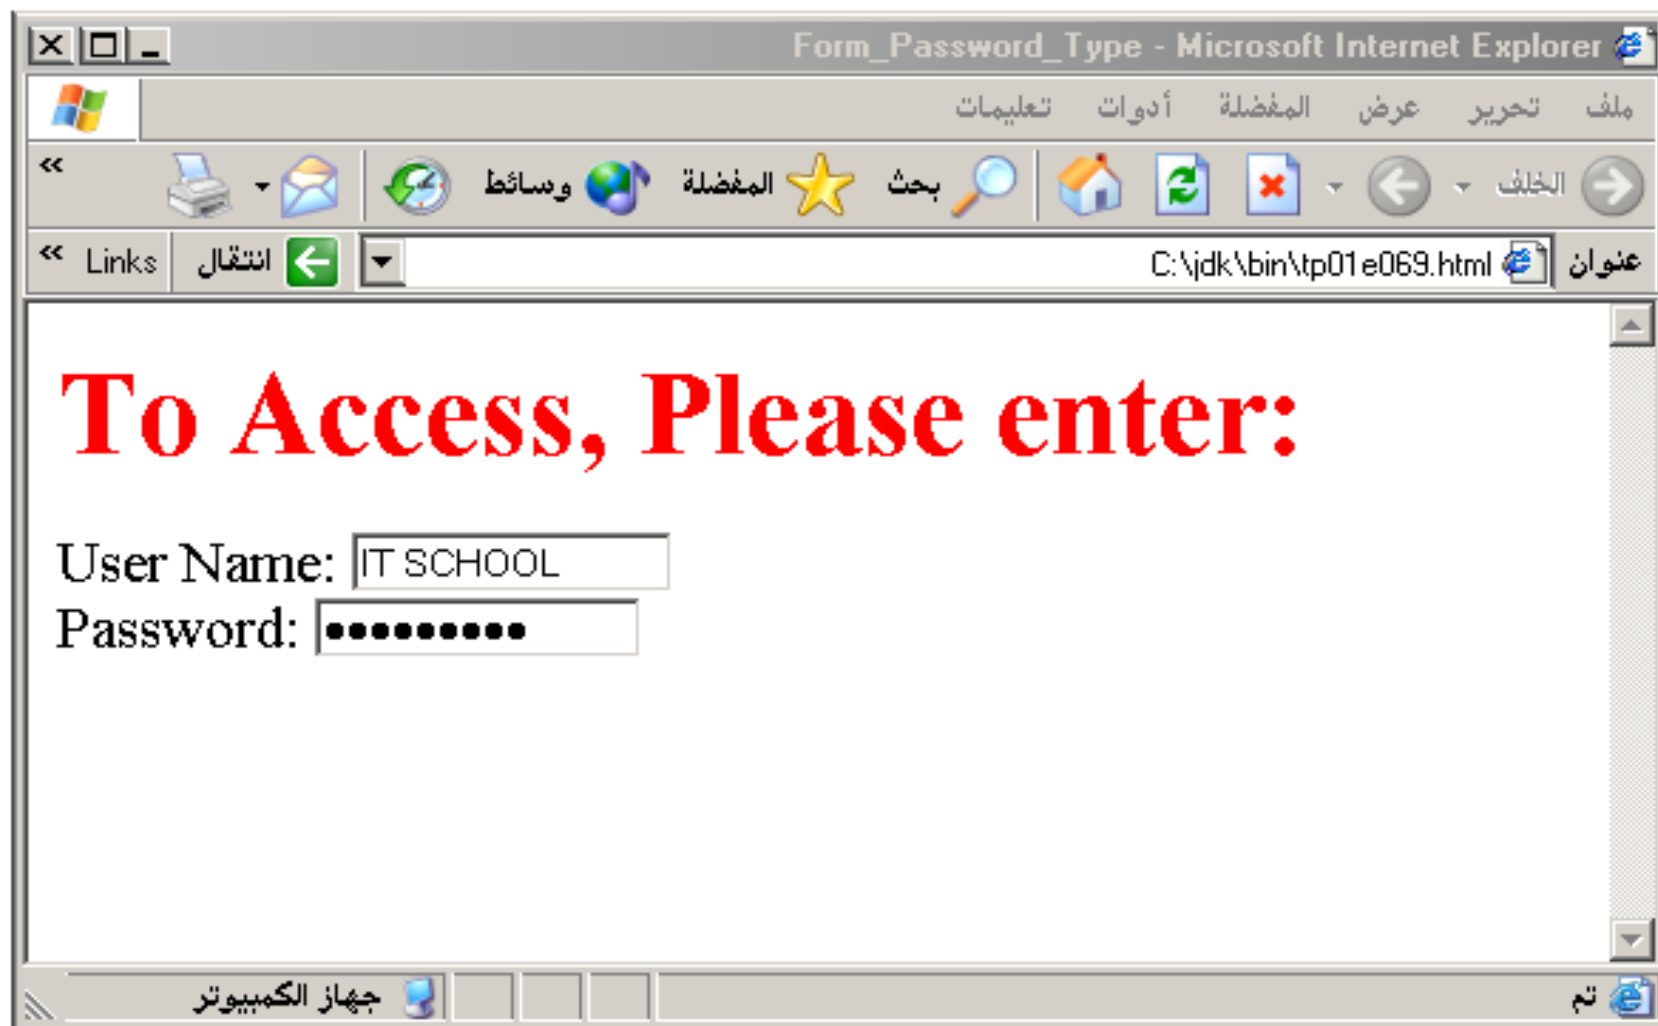 Form_Password_Type - Microsoft Internet Explorer
ملف تحرير عرض المفضلة أدوات تعليمات
الخلف بحث المفضلة وسائط »
عنوان C:\jdk\bin\tp01e069.html انتقال Links »
To Access, Please enter:
User Name: IT SCHOOL
Password: •••••••••
تم جهاز الكمبيوتر